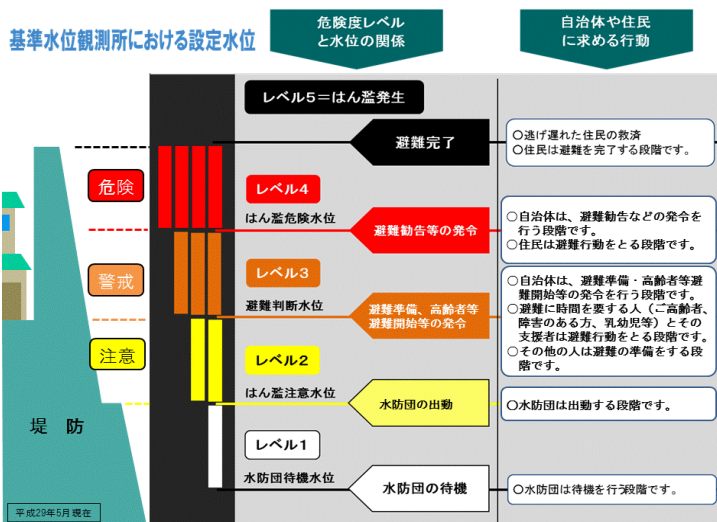 基準水位観測所における設定水位
危険度レベル
と水位の関係
自治体や住民
に求める行動
レベル5＝はん濫発生
避難完了
○逃げ遅れた住民の救済
○住民は避難を完了する段階です。
危険
レベル4
はん濫危険水位
避難勧告等の発令
○自治体は、避難勧告などの発令を
行う段階です。
○住民は避難行動をとる段階です。
警戒
レベル3
避難判断水位
避難準備、高齢者等
避難開始等の発令
○自治体は、避難準備・高齢者等避
難開始等の発令を行う段階です。
○避難に時間を要する人（ご高齢者、
障害のある方、乳幼児等）とその
支援者は避難行動をとる段階です。
○その他の人は避難の準備をする段
階です。
注意
レベル2
はん濫注意水位
水防団の出動
○水防団は出動する段階です。
堤 防
レベル1
水防団待機水位
水防団の待機
○水防団は待機を行う段階です。
平成29年5月現在